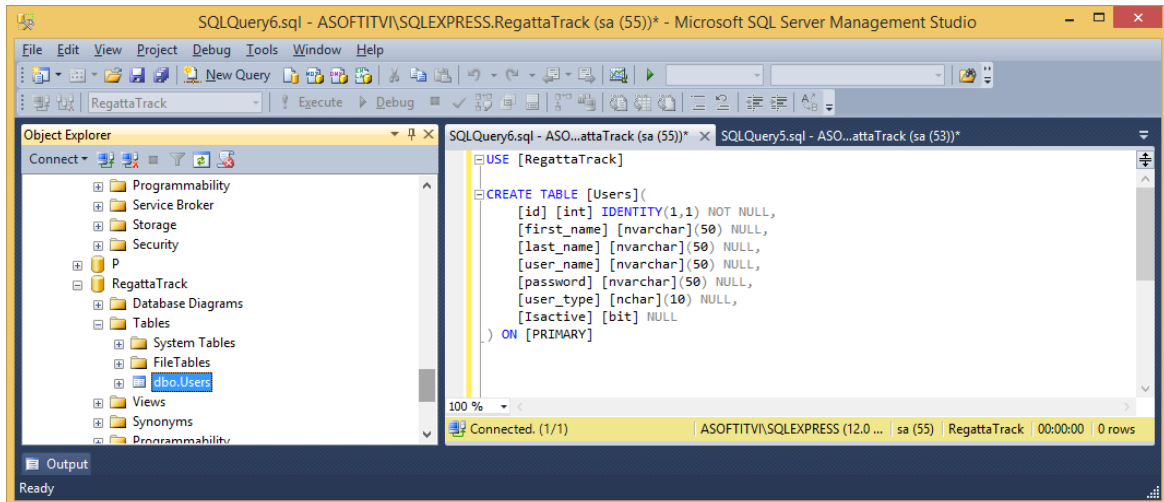 SQLQuery6.sql - ASOFTITVI\SQLEXPRESS.RegattaTrack (sa (55))* - Microsoft SQL Server Management Studio
File Edit View Project Debug Tools Window Help
New Query
RegattaTrack Execute Debug
Object Explorer
Connect
Programmability
Service Broker
Storage
Security
P
RegattaTrack
Database Diagrams
Tables
System Tables
FileTables
dbo.Users
Views
Synonyms
Programmability
SQLQuery6.sql - ASO...attaTrack (sa (55))* SQLQuery5.sql - ASO...attaTrack (sa (53))*
USE [RegattaTrack]
CREATE TABLE [Users](
[id] [int] IDENTITY(1,1) NOT NULL,
[first_name] [nvarchar](50) NULL,
[last_name] [nvarchar](50) NULL,
[user_name] [nvarchar](50) NULL,
[password] [nvarchar](50) NULL,
[user_type] [nchar](10) NULL,
[Isactive] [bit] NULL
) ON [PRIMARY]
100 %
Connected. (1/1) ASOFTITVI\SQLEXPRESS (12.0 ... sa (55) RegattaTrack 00:00:00 0 rows
Output
Ready